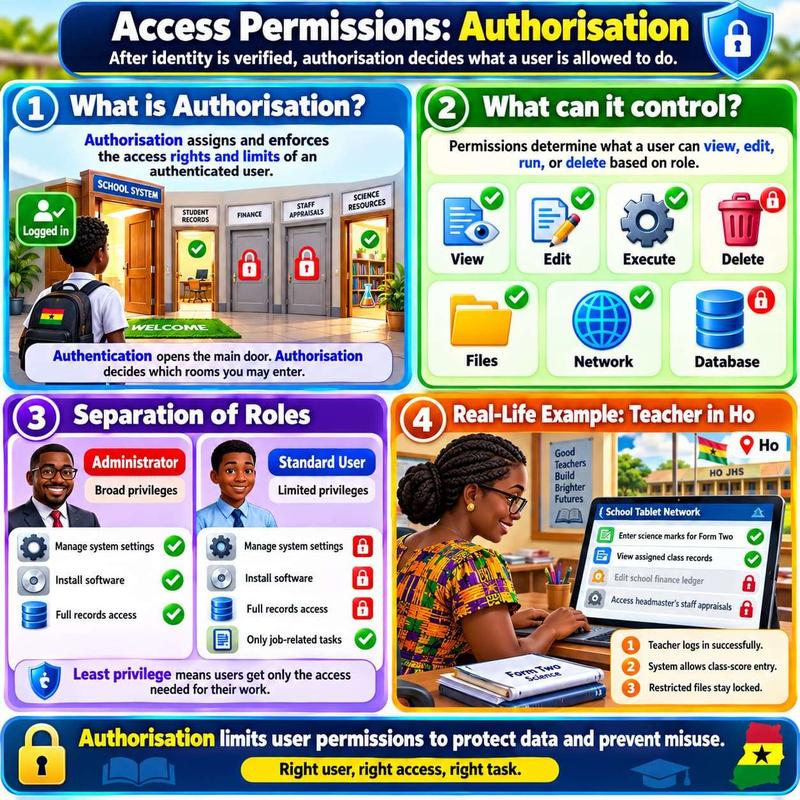 Access Permissions: Authorisation
After identity is verified, authorisation decides what a user is allowed to do.
1 What is Authorisation?
Authorisation assigns and enforces
the access rights and limits of an
authenticated user.
SCHOOL SYSTEM
Logged in
STUDENT
RECORDS
FINANCE
STAFF
APPRAISALS
SCIENCE
RESOURCES
WELCOME
Authentication opens the main door. Authorisation
decides which rooms you may enter.
2 What can it control?
Permissions determine what a user can view, edit,
run, or delete based on role.
View
Edit
Execute
Delete
Files
Network
Database
3 Separation of Roles
Administrator
Broad privileges
Manage system settings
Install software
Full records access
Standard User
Limited privileges
Manage system settings
Install software
Full records access
Only job-related tasks
Least privilege means users get only the access
needed for their work.
4 Real-Life Example: Teacher in Ho
Good
Teachers
Build
Brighter
Futures
Ho
HO JHS
School Tablet Network
Enter science marks for Form Two
View assigned class records
Edit school finance ledger
Access headmaster's staff appraisals
Form Two
Science
1 Teacher logs in successfully.
2 System allows class-score entry.
3 Restricted files stay locked.
Authorisation limits user permissions to protect data and prevent misuse.
Right user, right access, right task.